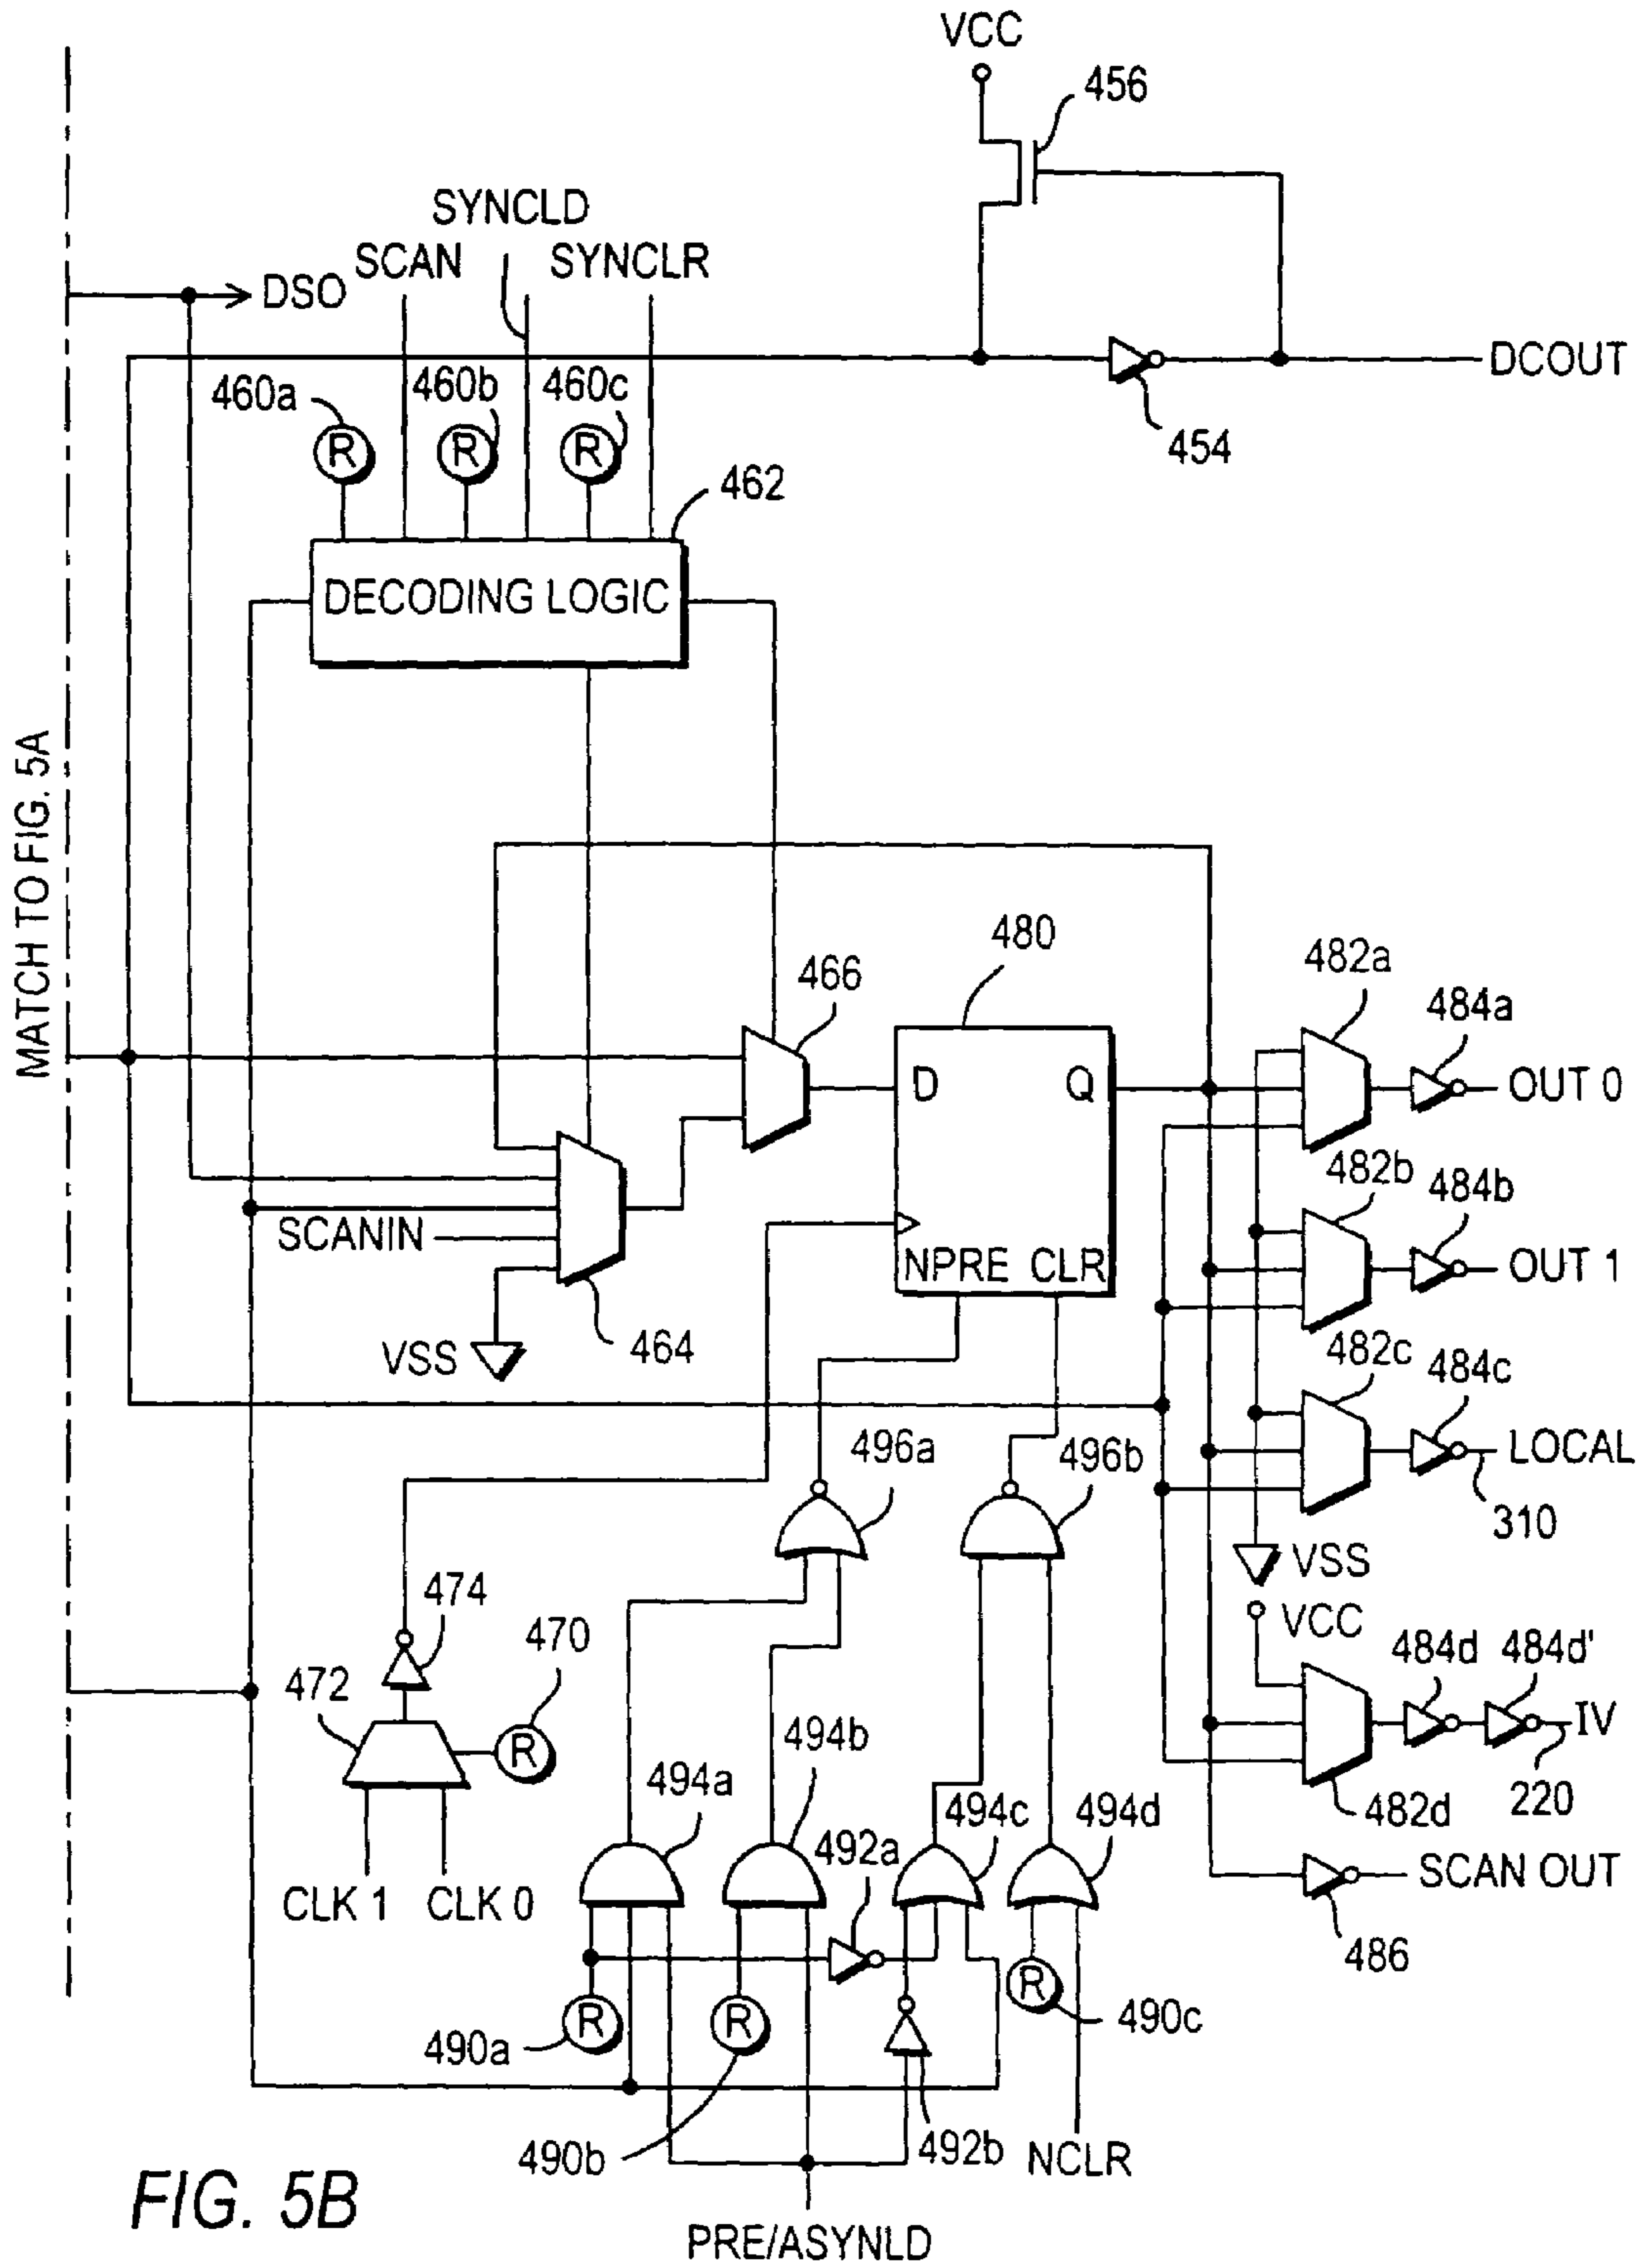 VCC
456
SYNCLD
SCAN
SYNCLR
DSO
DCOUT
460a
460b
460c
R
R
R
454
462
DECODING LOGIC
MATCH TO FIG. 5A
480
482a
466
484a
D
Q
OUT 0
482b
484b
SCANIN
NPRE
CLR
OUT 1
VSS
464
482c
484c
496a
496b
LOCAL
310
474
VSS
470
VCC
472
494b
484d
484d'
R
494a
IV
492a
494c
494d
482d
220
CLK 1
CLK 0
SCAN OUT
486
R
R
R
490a
490c
490b
492b
NCLR
FIG. 5B
PRE/ASYNLD